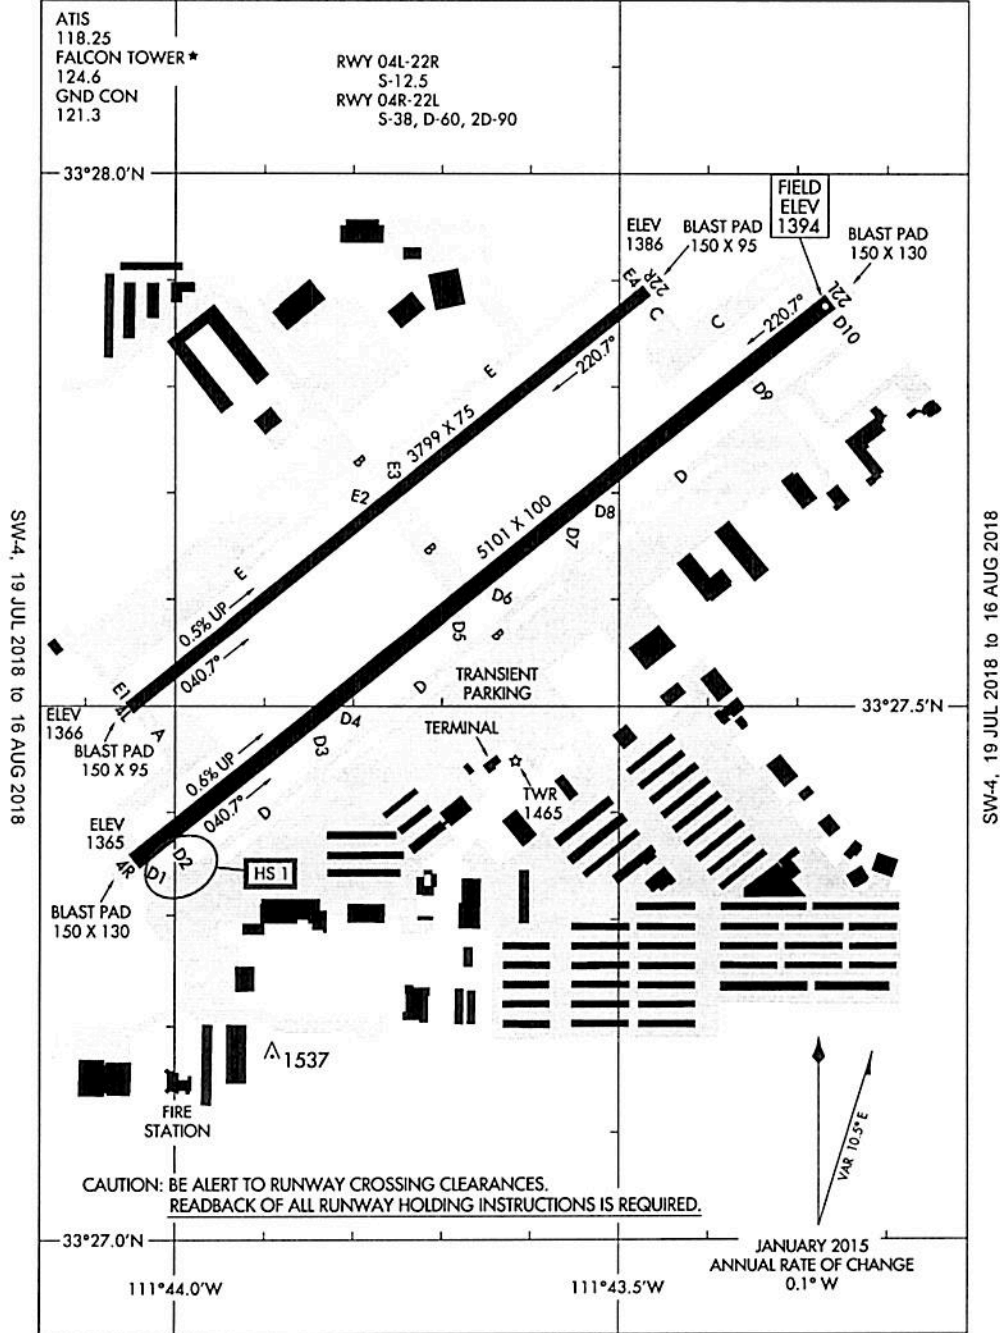 ATIS
118.25
FALCON TOWER ★
124.6
GND CON
121.3
RWY 04L-22R
S-12.5
RWY 04R-22L
S-38, D-60, 2D-90
33°28.0'N
FIELD
ELEV
1394
ELEV
1386
BLAST PAD
150 X 95
BLAST PAD
150 X 130
E4
22R
C
C
22L
D10
220.7°
220.7°
E
D9
3799 X 75
B
E3
E2
D
5101 X 100
D8
D7
B
E
D6
D5
B
0.5% UP
040.7°
TRANSIENT
PARKING
D
E1
4L
ELEV
1366
A
BLAST PAD
150 X 95
33°27.5'N
D4
D3
TERMINAL
0.6% UP
040.7°
D
TWR
1465
ELEV
1365
4R
D1
D2
HS 1
BLAST PAD
150 X 130
1537
FIRE
STATION
VAR 10.5° E
CAUTION: BE ALERT TO RUNWAY CROSSING CLEARANCES.
READBACK OF ALL RUNWAY HOLDING INSTRUCTIONS IS REQUIRED.
33°27.0'N
JANUARY 2015
ANNUAL RATE OF CHANGE
0.1° W
111°44.0'W
111°43.5'W
SW-4, 19 JUL 2018 to 16 AUG 2018
SW-4, 19 JUL 2018 to 16 AUG 2018